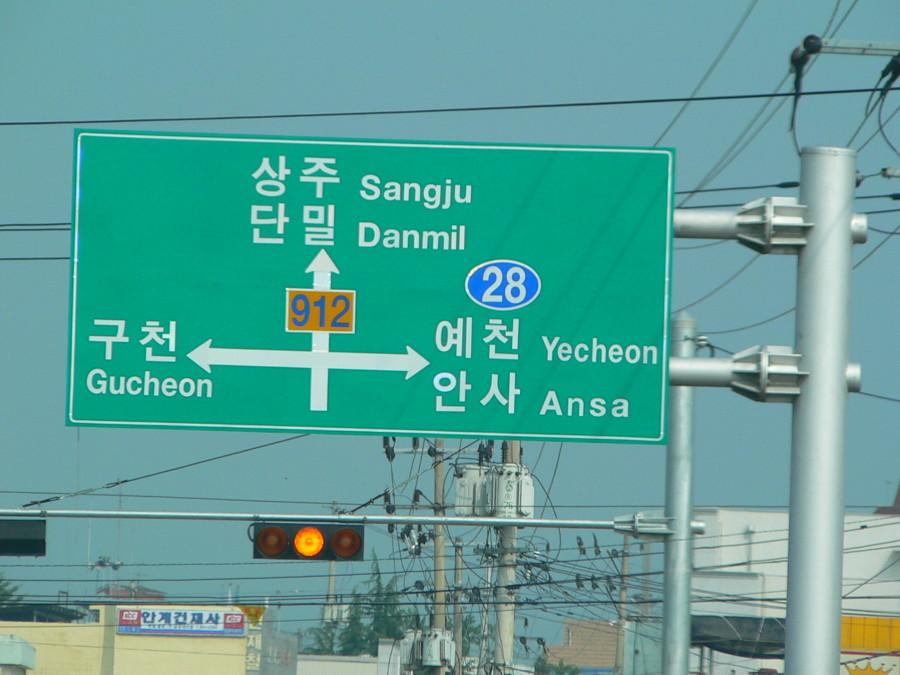 상주 Sangju
단밀 Danmil
28
912
구천
Gucheon
예천 Yecheon
안사 Ansa
안계건재사